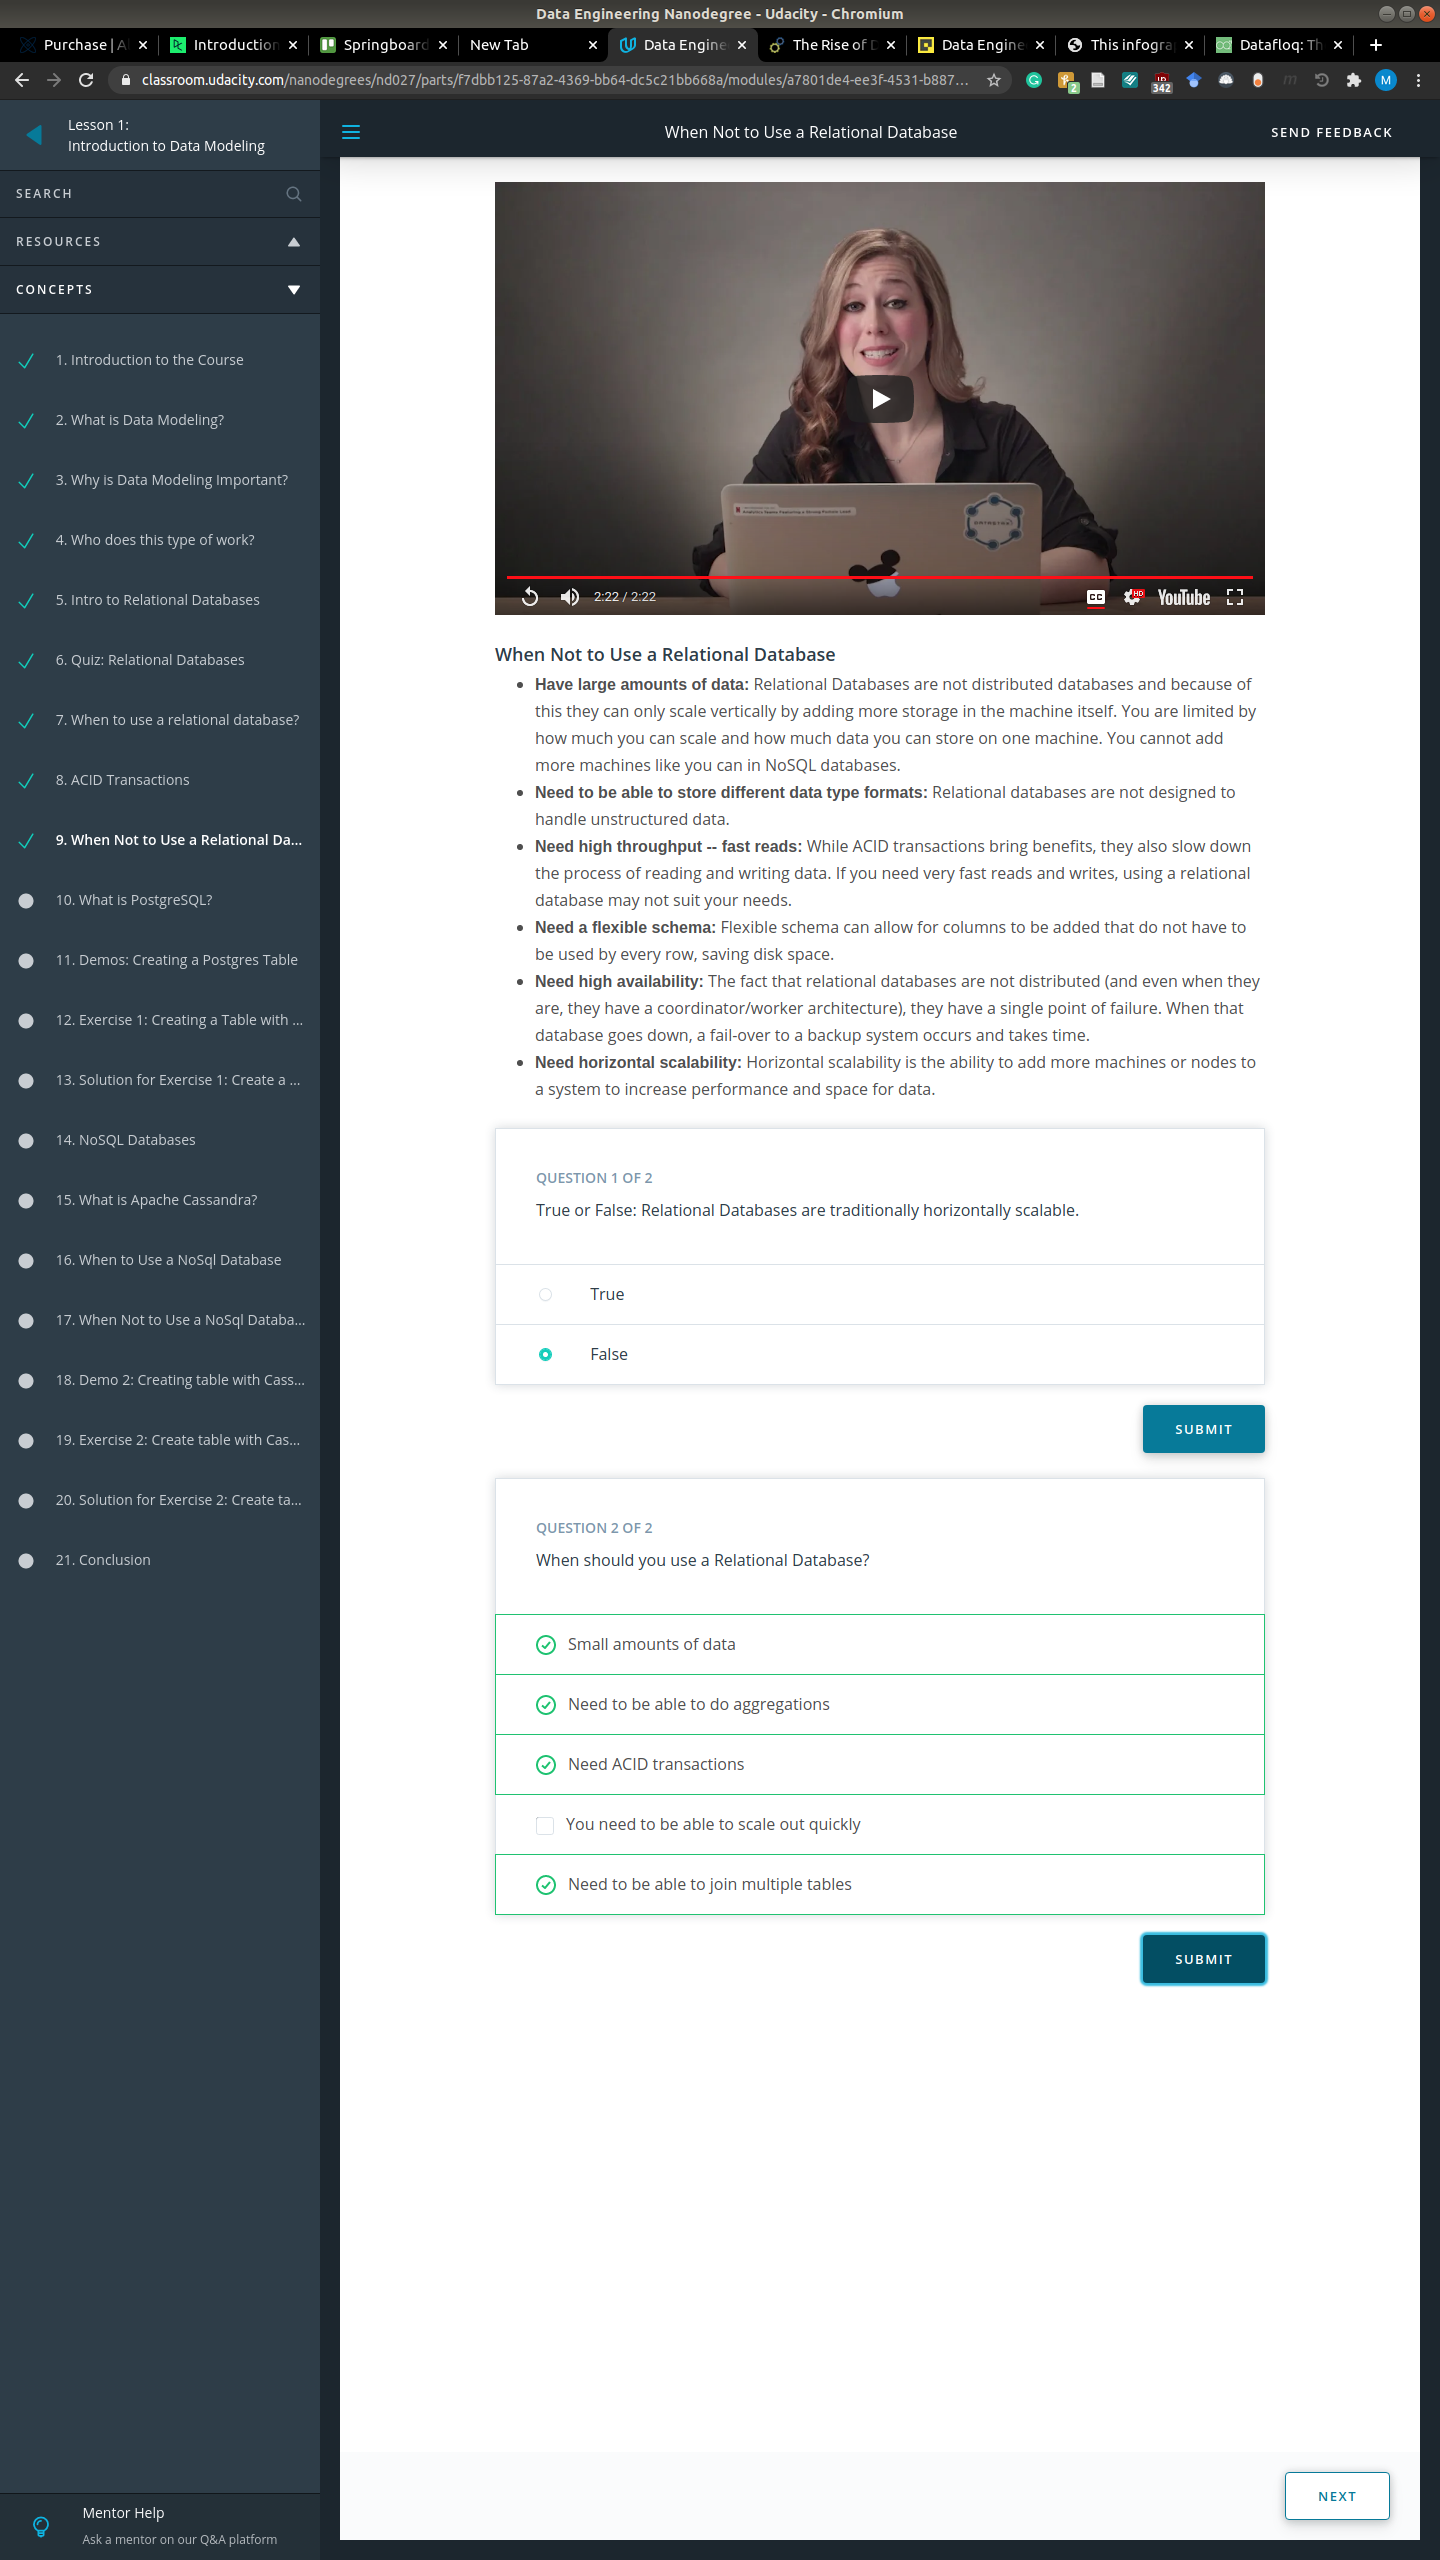 Data Engineering Nanodegree - Udacity - Chromium
Purchase | A
Introduction
Springboard
New Tab
Data Engine
The Rise of D
Data Engine
This infogra
Datafloq: Th
classroom.udacity.com/nanodegrees/nd027/parts/f7dbb125-87a2-4369-bb64-dc5c21bb668a/modules/a7801de4-ee3f-4531-b887...
2
342
M
Lesson 1:
Introduction to Data Modeling
When Not to Use a Relational Database
SEND FEEDBACK
SEARCH
RESOURCES
CONCEPTS
1. Introduction to the Course
2. What is Data Modeling?
3. Why is Data Modeling Important?
4. Who does this type of work?
5. Intro to Relational Databases
6. Quiz: Relational Databases
7. When to use a relational database?
8. ACID Transactions
9. When Not to Use a Relational Da...
10. What is PostgreSQL?
11. Demos: Creating a Postgres Table
12. Exercise 1: Creating a Table with ...
13. Solution for Exercise 1: Create a ...
14. NoSQL Databases
15. What is Apache Cassandra?
16. When to Use a NoSql Database
17. When Not to Use a NoSql Databa...
18. Demo 2: Creating table with Cass...
19. Exercise 2: Create table with Cas...
20. Solution for Exercise 2: Create ta...
21. Conclusion
Mentor Help
Ask a mentor on our Q&A platform
DATASTAX
2:22 / 2:22
CC
HD
YouTube
When Not to Use a Relational Database
• Have large amounts of data: Relational Databases are not distributed databases and because of
this they can only scale vertically by adding more storage in the machine itself. You are limited by
how much you can scale and how much data you can store on one machine. You cannot add
more machines like you can in NoSQL databases.
• Need to be able to store different data type formats: Relational databases are not designed to
handle unstructured data.
• Need high throughput -- fast reads: While ACID transactions bring benefits, they also slow down
the process of reading and writing data. If you need very fast reads and writes, using a relational
database may not suit your needs.
• Need a flexible schema: Flexible schema can allow for columns to be added that do not have to
be used by every row, saving disk space.
• Need high availability: The fact that relational databases are not distributed (and even when they
are, they have a coordinator/worker architecture), they have a single point of failure. When that
database goes down, a fail-over to a backup system occurs and takes time.
• Need horizontal scalability: Horizontal scalability is the ability to add more machines or nodes to
a system to increase performance and space for data.
QUESTION 1 OF 2
True or False: Relational Databases are traditionally horizontally scalable.
True
False
SUBMIT
QUESTION 2 OF 2
When should you use a Relational Database?
Small amounts of data
Need to be able to do aggregations
Need ACID transactions
You need to be able to scale out quickly
Need to be able to join multiple tables
SUBMIT
NEXT